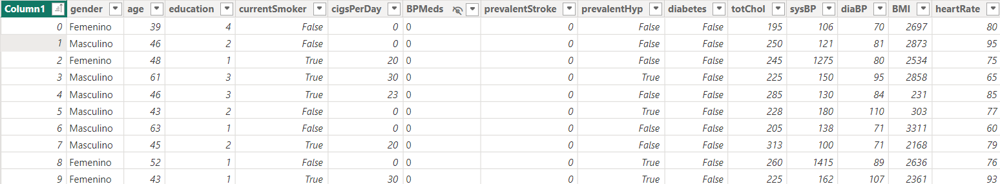 Column1 gender age education currentSmoker cigsPerDay BPMeds prevalentStroke prevalentHyp diabetes totChol sysBP diaBP BMI heartRate
0 Femenino 39 4 False 0 0 0 False False 195 106 70 2697 80
1 Masculino 46 2 False 0 0 0 False False 250 121 81 2873 95
2 Femenino 48 1 True 20 0 0 False False 245 1275 80 2534 75
3 Masculino 61 3 True 30 0 0 True False 225 150 95 2858 65
4 Masculino 46 3 True 23 0 0 False False 285 130 84 231 85
5 Masculino 43 2 False 0 0 0 True False 228 180 110 303 77
6 Masculino 63 1 False 0 0 0 False False 205 138 71 3311 60
7 Masculino 45 2 True 20 0 0 False False 313 100 71 2168 79
8 Femenino 52 1 False 0 0 0 True False 260 1415 89 2636 76
9 Femenino 43 1 True 30 0 0 True False 225 162 107 2361 93